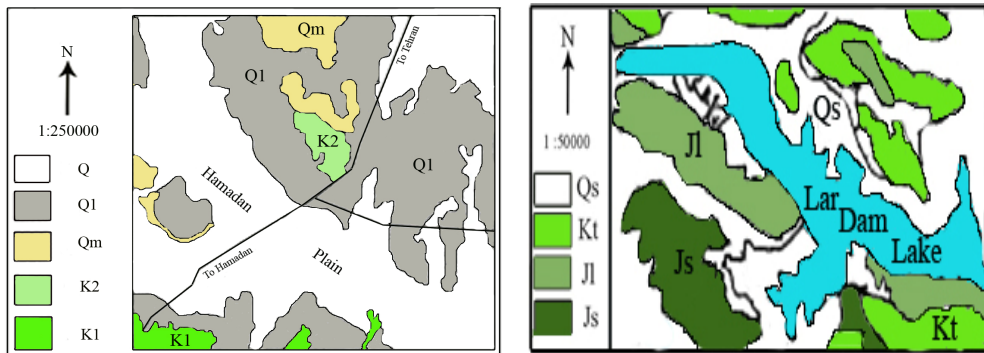 N
1:250000
Q
Q1
Qm
K2
K1
Qm
Q1
To Tehran
K2
Q1
Hamadan
Plain
To Hamadan
K1
N
1 :50000
Qs
Kt
Jl
Js
Qs
Jl
Lar
Dam
Lake
Js
Kt